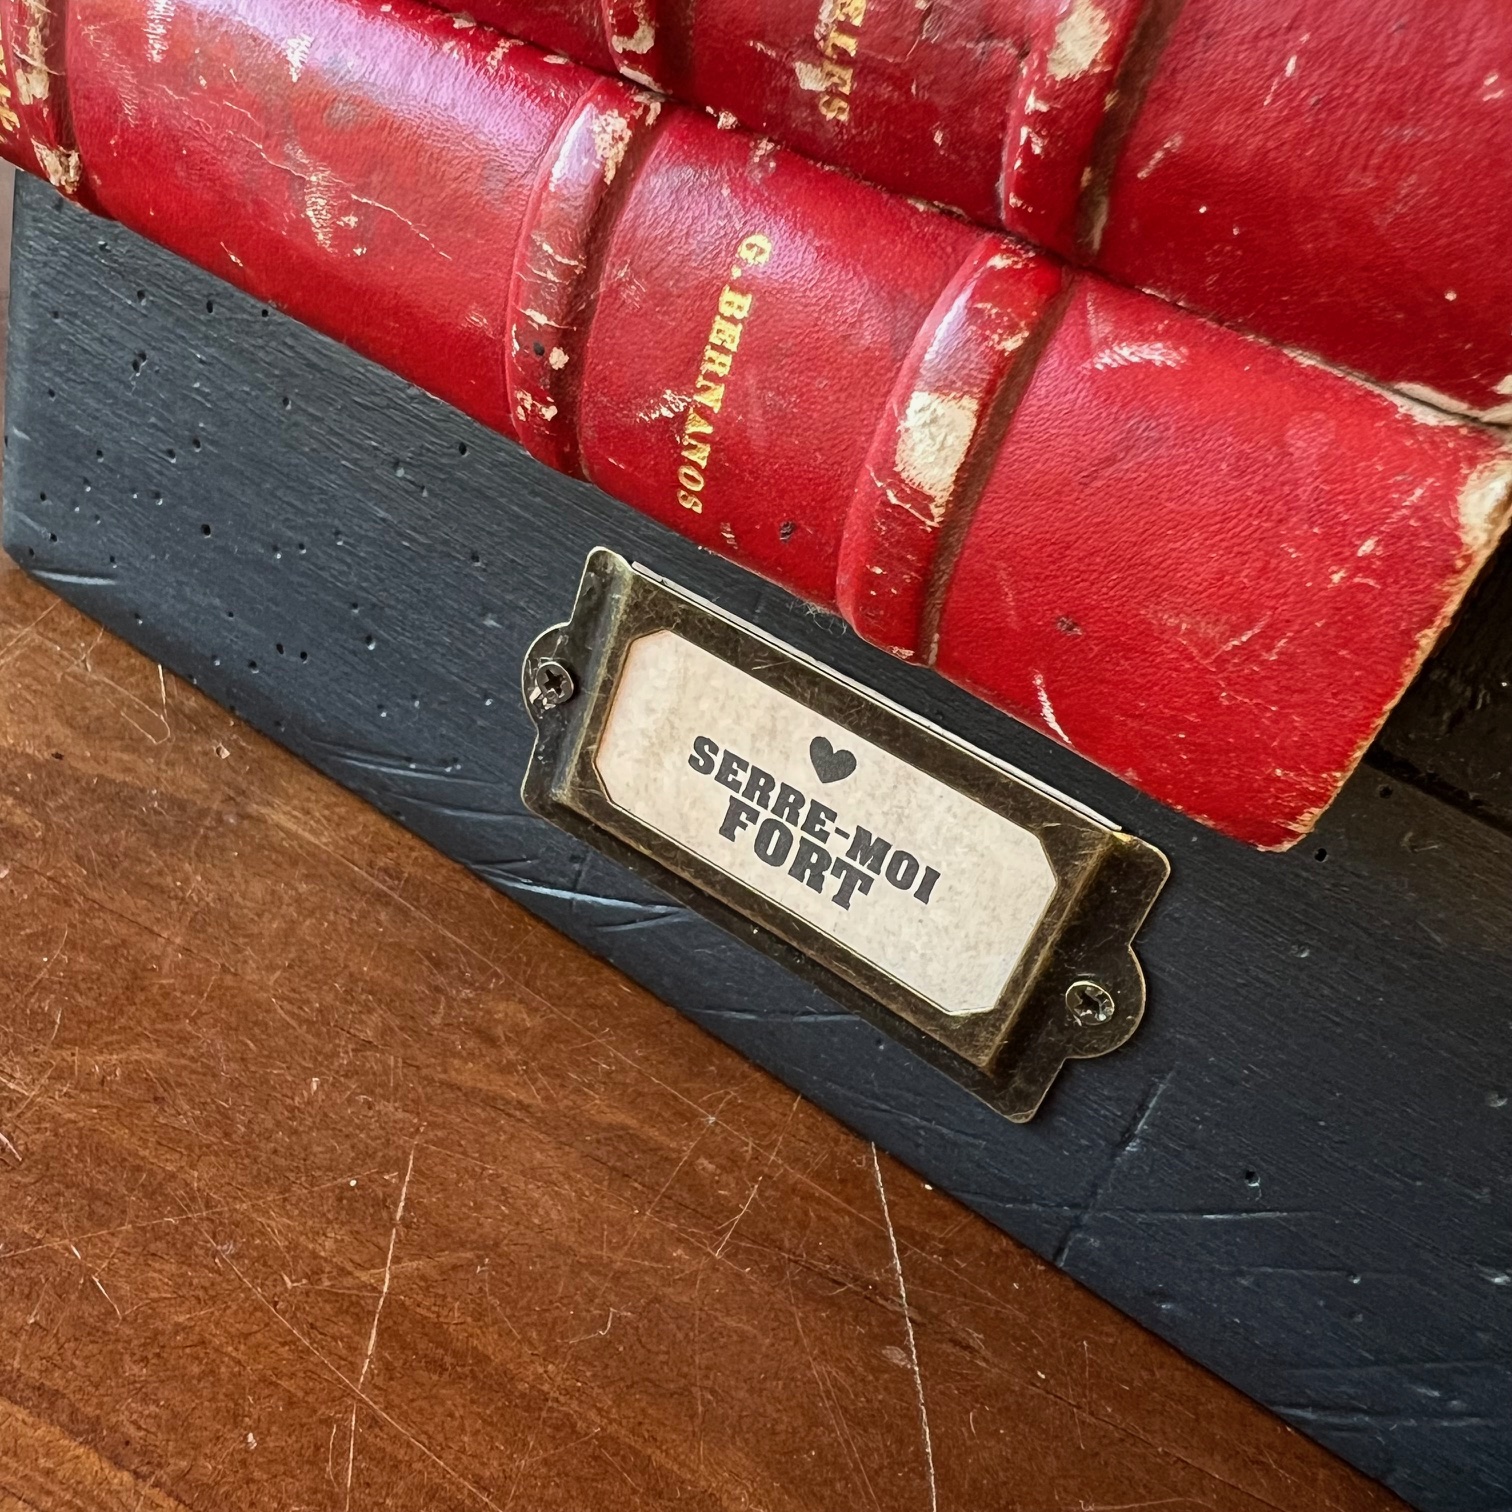 G. BERNANOS
SERRE-MOI
FORT